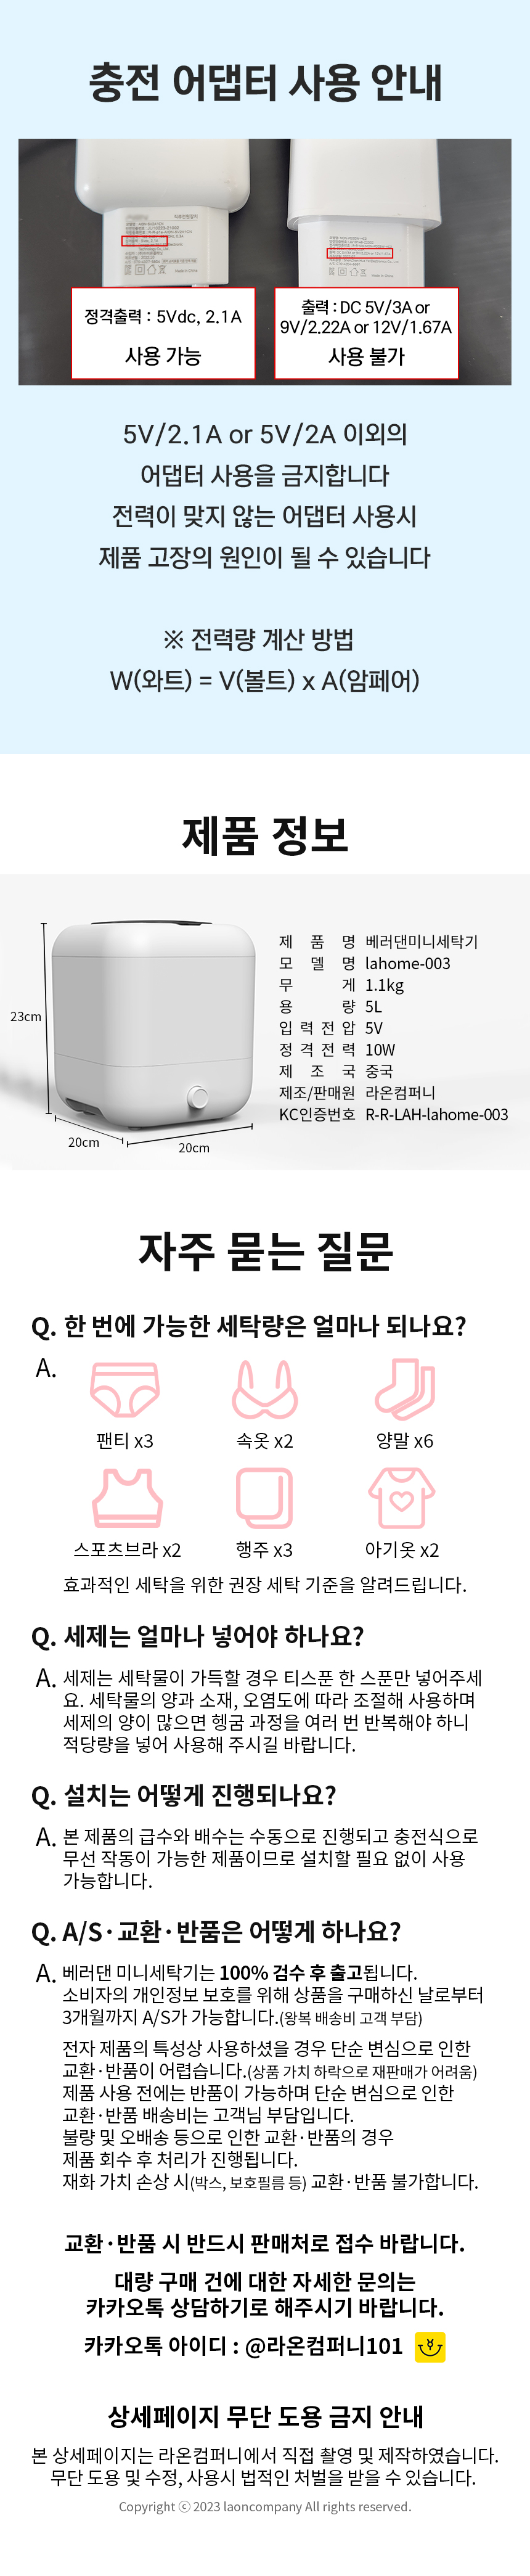 충전 어댑터 사용 안내
정격출력 : 5Vdc, 2.1A
사용 가능
출력 : DC 5V/3A or
9V/2.22A or 12V/1.67A
사용 불가
5V/2.1A or 5V/2A 이외의
어댑터 사용을 금지합니다
전력이 맞지 않는 어댑터 사용시
제품 고장의 원인이 될 수 있습니다
※ 전력량 계산 방법
W(와트) = V(볼트) x A(암페어)
제품 정보
23cm
20cm
20cm
제 품 명 베러댄미니세탁기
모 델 명 lahome-003
무 게 1.1kg
용 량 5L
입 력 전 압 5V
정 격 전 력 10W
제 조 국 중국
제조/판매원 라온컴퍼니
KC인증번호 R-R-LAH-lahome-003
자주 묻는 질문
Q. 한 번에 가능한 세탁량은 얼마나 되나요?
A.
팬티 x3 속옷 x2 양말 x6
스포츠브라 x2 행주 x3 아기옷 x2
효과적인 세탁을 위한 권장 세탁 기준을 알려드립니다.
Q. 세제는 얼마나 넣어야 하나요?
A. 세제는 세탁물이 가득할 경우 티스푼 한 스푼만 넣어주세
요. 세탁물의 양과 소재, 오염도에 따라 조절해 사용하며
세제의 양이 많으면 헹굼 과정을 여러 번 반복해야 하니
적당량을 넣어 사용해 주시길 바랍니다.
Q. 설치는 어떻게 진행되나요?
A. 본 제품의 급수와 배수는 수동으로 진행되고 충전식으로
무선 작동이 가능한 제품이므로 설치할 필요 없이 사용
가능합니다.
Q. A/S·교환·반품은 어떻게 하나요?
A. 베러댄 미니세탁기는 100% 검수 후 출고됩니다.
소비자의 개인정보 보호를 위해 상품을 구매하신 날로부터
3개월까지 A/S가 가능합니다.(왕복 배송비 고객 부담)
전자 제품의 특성상 사용하셨을 경우 단순 변심으로 인한
교환·반품이 어렵습니다.(상품 가치 하락으로 재판매가 어려움)
제품 사용 전에는 반품이 가능하며 단순 변심으로 인한
교환·반품 배송비는 고객님 부담입니다.
불량 및 오배송 등으로 인한 교환·반품의 경우
제품 회수 후 처리가 진행됩니다.
재화 가치 손상 시(박스, 보호필름 등) 교환·반품 불가합니다.
교환·반품 시 반드시 판매처로 접수 바랍니다.
대량 구매 건에 대한 자세한 문의는
카카오톡 상담하기로 해주시기 바랍니다.
카카오톡 아이디 : @라온컴퍼니101
상세페이지 무단 도용 금지 안내
본 상세페이지는 라온컴퍼니에서 직접 촬영 및 제작하였습니다.
무단 도용 및 수정, 사용시 법적인 처벌을 받을 수 있습니다.
Copyright ⓒ 2023 laoncompany All rights reserved.